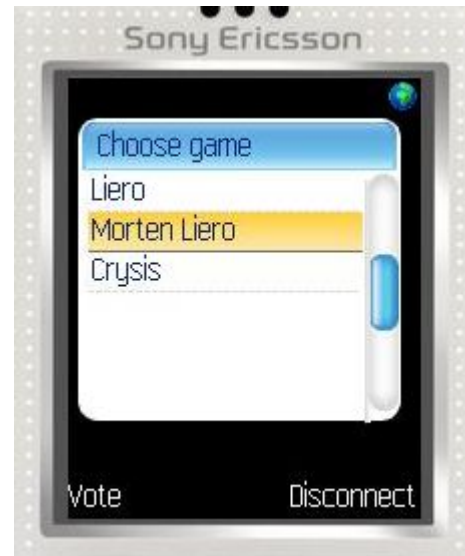 Sony Ericsson
Choose game
Liero
Morten Liero
Crysis
Vote
Disconnect